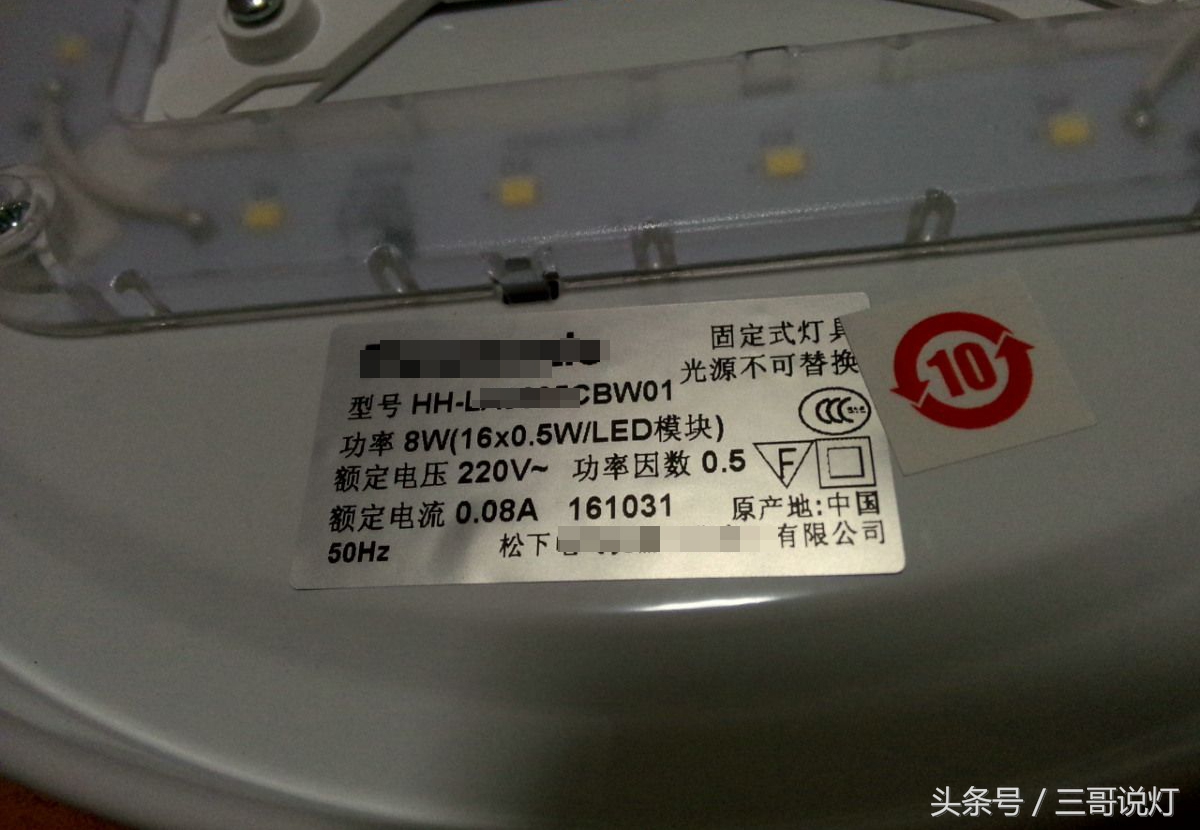 固定式灯具
光源不可替换
型号 HH-L CBW01
功率 8W(16x0.5W/LED模块)
额定电压 220V~ 功率因数 0.5
F
额定电流 0.08A 161031 原产地:中国
50Hz 松下 有限公司
10
头条号 / 三哥说灯